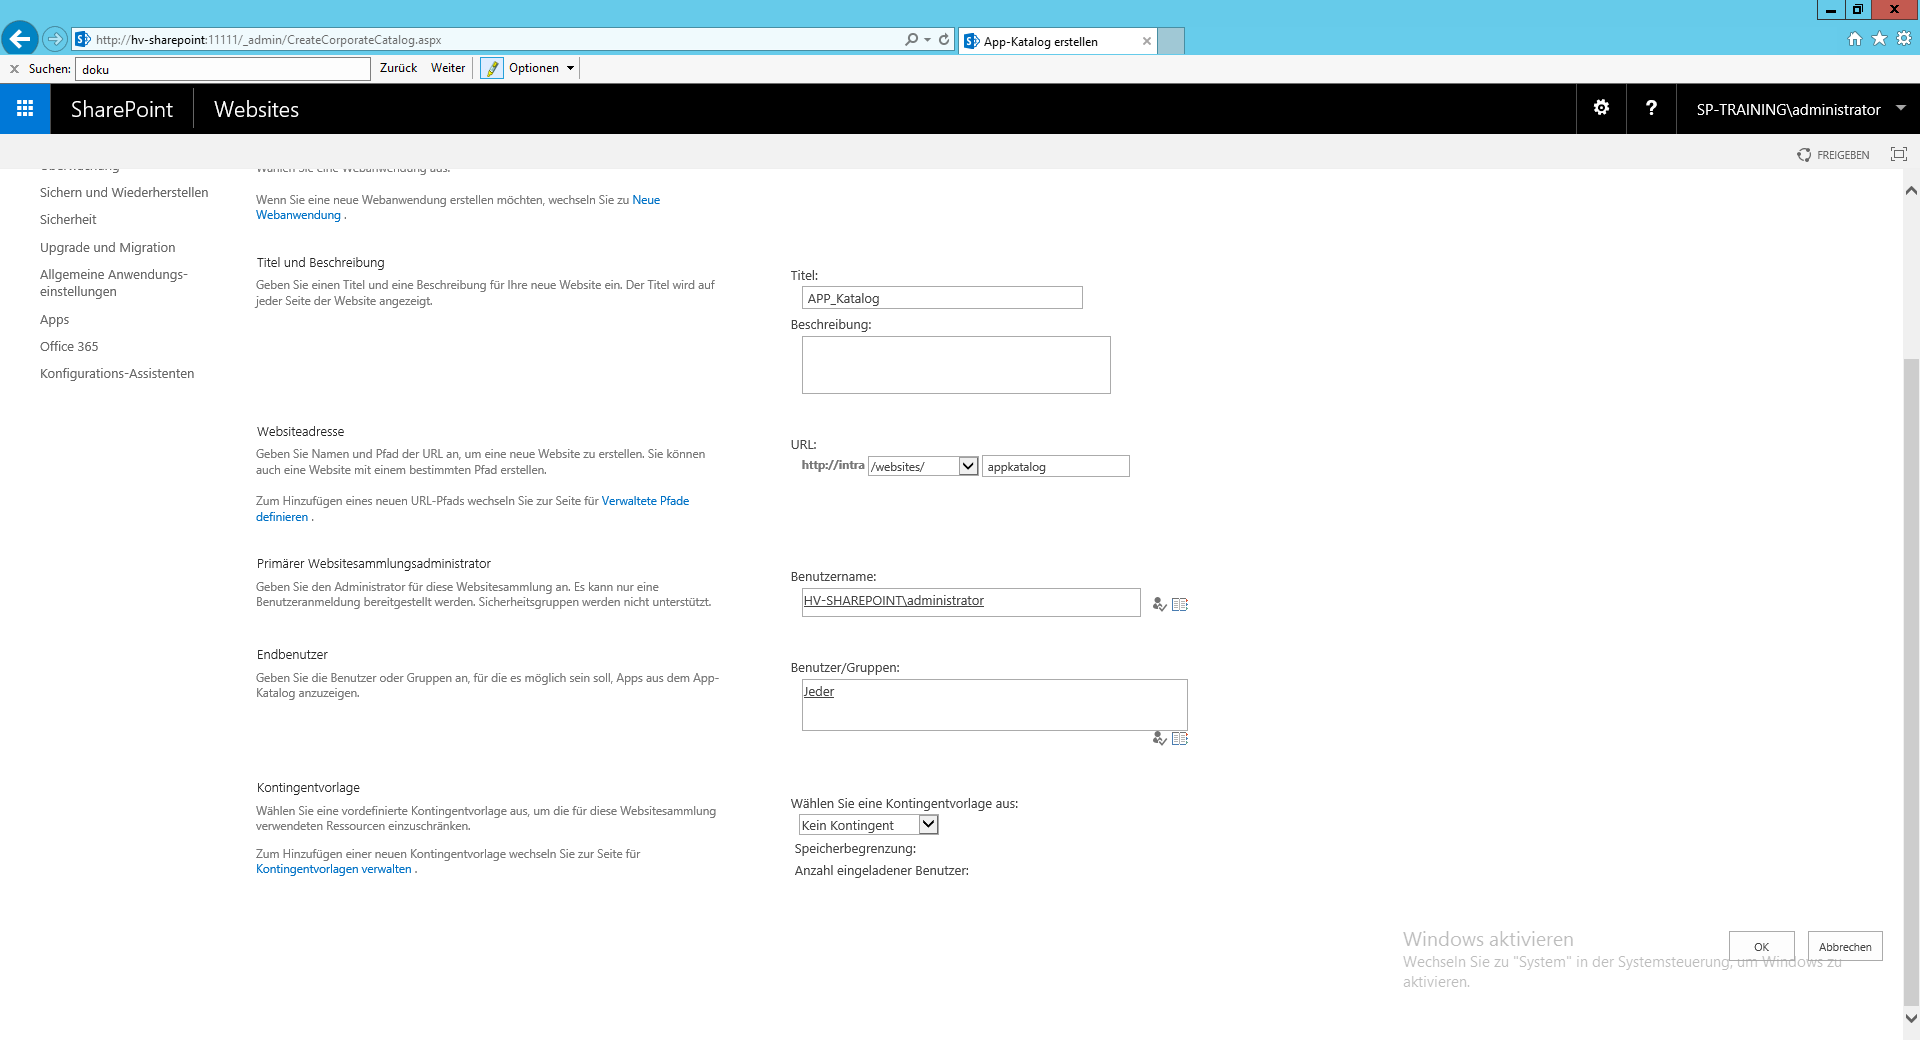 http://hv-sharepoint:11111/_admin/CreateCorporateCatalog.aspx
App-Katalog erstellen
Suchen: doku Zurück Weiter Optionen
SharePoint Websites SP-TRAINING\administrator
FREIGEBEN
Überwachung
Sichern und Wiederherstellen
Sicherheit
Upgrade und Migration
Allgemeine Anwendungs-
einstellungen
Apps
Office 365
Konfigurations-Assistenten
Wählen Sie eine Webanwendung aus.
Wenn Sie eine neue Webanwendung erstellen möchten, wechseln Sie zu Neue
Webanwendung .
Titel und Beschreibung
Geben Sie einen Titel und eine Beschreibung für Ihre neue Website ein. Der Titel wird auf
jeder Seite der Website angezeigt.
Titel:
APP_Katalog
Beschreibung:
Websiteadresse
Geben Sie Namen und Pfad der URL an, um eine neue Website zu erstellen. Sie können
auch eine Website mit einem bestimmten Pfad erstellen.
Zum Hinzufügen eines neuen URL-Pfads wechseln Sie zur Seite für Verwaltete Pfade
definieren .
URL:
http://intra /websites/ appkatalog
Primärer Websitesammlungsadministrator
Geben Sie den Administrator für diese Websitesammlung an. Es kann nur eine
Benutzeranmeldung bereitgestellt werden. Sicherheitsgruppen werden nicht unterstützt.
Benutzername:
HV-SHAREPOINT\administrator
Endbenutzer
Geben Sie die Benutzer oder Gruppen an, für die es möglich sein soll, Apps aus dem App-
Katalog anzuzeigen.
Benutzer/Gruppen:
Jeder
Kontingentvorlage
Wählen Sie eine vordefinierte Kontingentvorlage aus, um die für diese Websitesammlung
verwendeten Ressourcen einzuschränken.
Zum Hinzufügen einer neuen Kontingentvorlage wechseln Sie zur Seite für
Kontingentvorlagen verwalten .
Wählen Sie eine Kontingentvorlage aus:
Kein Kontingent
Speicherbegrenzung:
Anzahl eingeladener Benutzer:
OK Abbrechen
Windows aktivieren
Wechseln Sie zu "System" in der Systemsteuerung, um Windows zu
aktivieren.